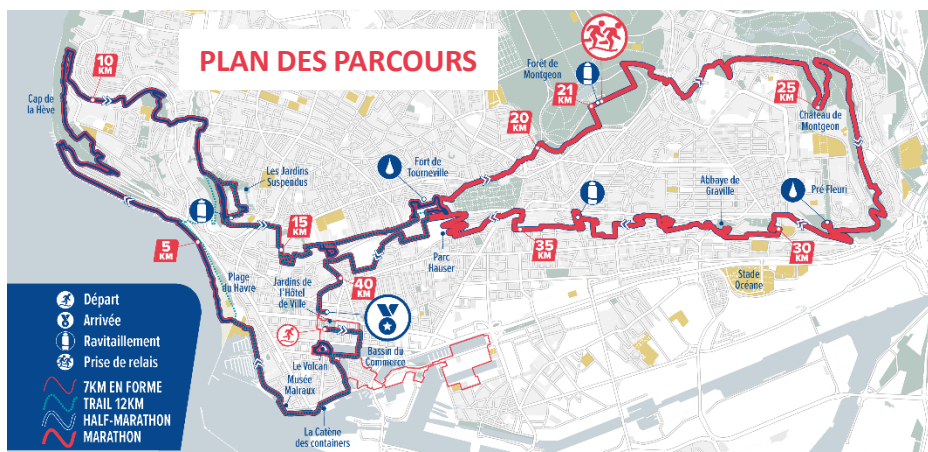 PLAN DES PARCOURS
10
KM
Cap de
la Hève
Forêt de
Montgeon
21
KM
20
KM
25
KM
Château de
Montgeon
Les Jardins
Suspendus
Fort de
Tourneville
Abbaye de
Graville
Pré Fleuri
5
KM
15
KM
35
KM
30
KM
Parc
Hauser
Plage
du Havre
Jardins de
l'Hôtel
de Ville
40
KM
Stade
Océane
Bassin du
Commerce
Le Volcan
Musée
Malraux
La Catène
des containers
Départ
Arrivée
Ravitaillement
Prise de relais
7KM EN FORME
TRAIL 12KM
HALF-MARATHON
MARATHON